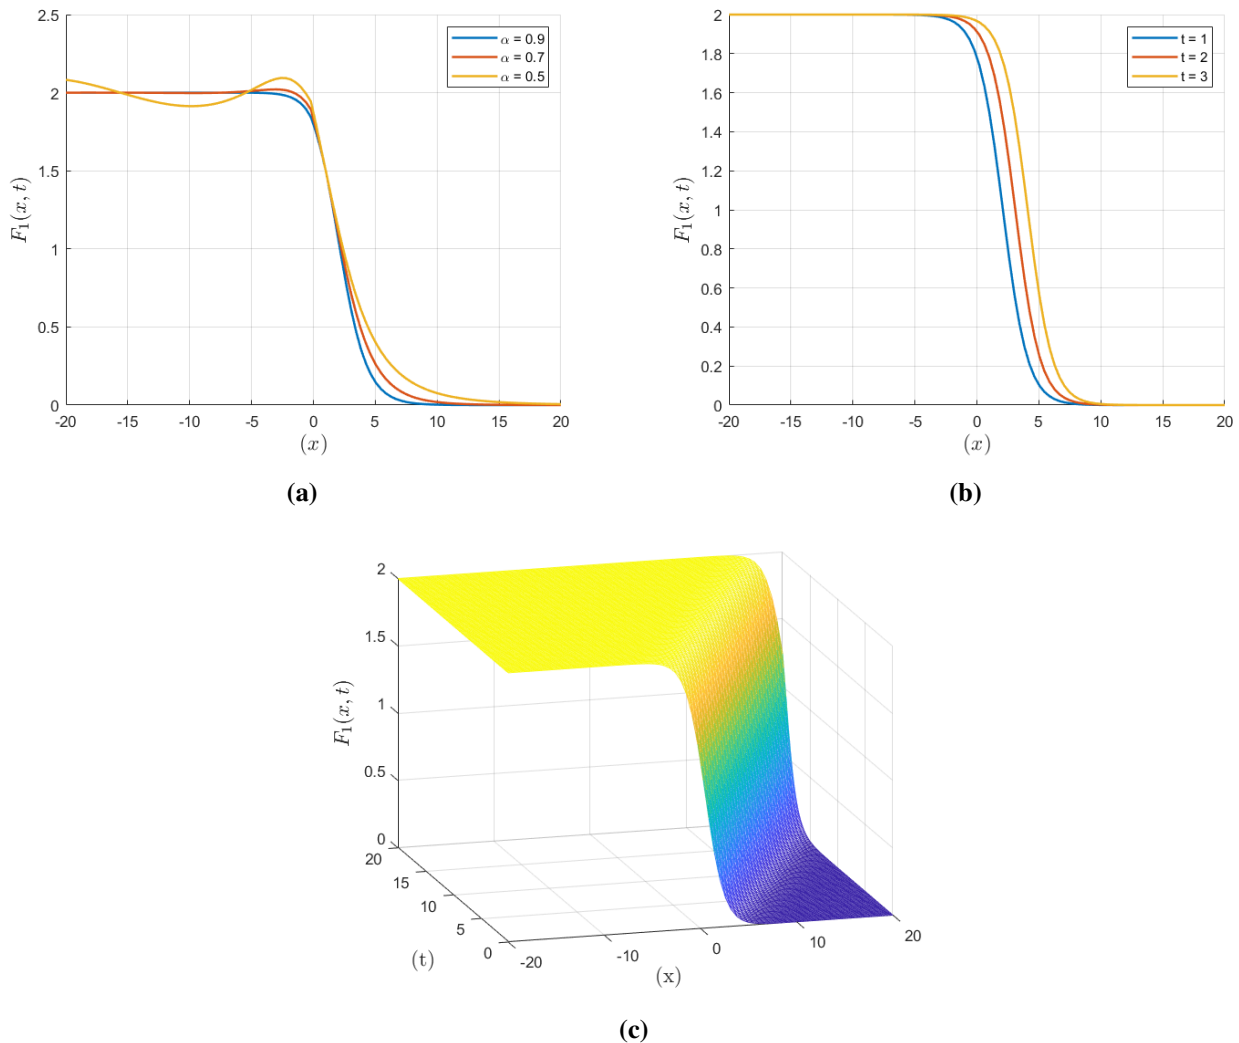 2.5
2
1.5
1
0.5
0
F₁(x, t)
-20 -15 -10 -5 0 5 10 15 20
(x)
α = 0.9
α = 0.7
α = 0.5
(a)
2
1.8
1.6
1.4
1.2
1
0.8
0.6
0.4
0.2
0
F₁(x, t)
-20 -15 -10 -5 0 5 10 15 20
(x)
t = 1
t = 2
t = 3
(b)
2
1.5
1
0.5
0
F₁(x, t)
20
15
10
5
0
(t)
-20
-10
0
10
20
(x)
(c)